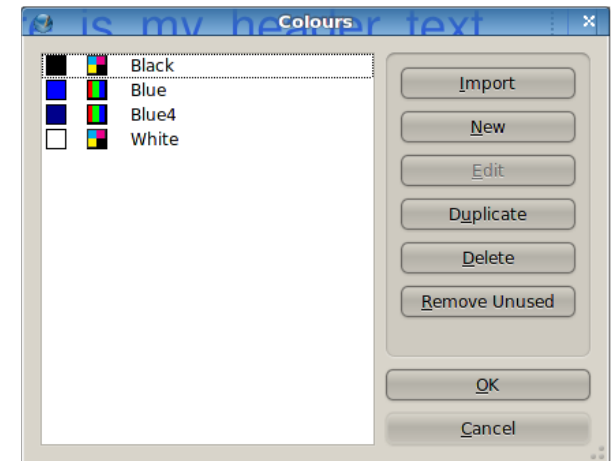 is my header text
Colours
Black
Blue
Blue4
White
Import
New
Edit
Duplicate
Delete
Remove Unused
OK
Cancel